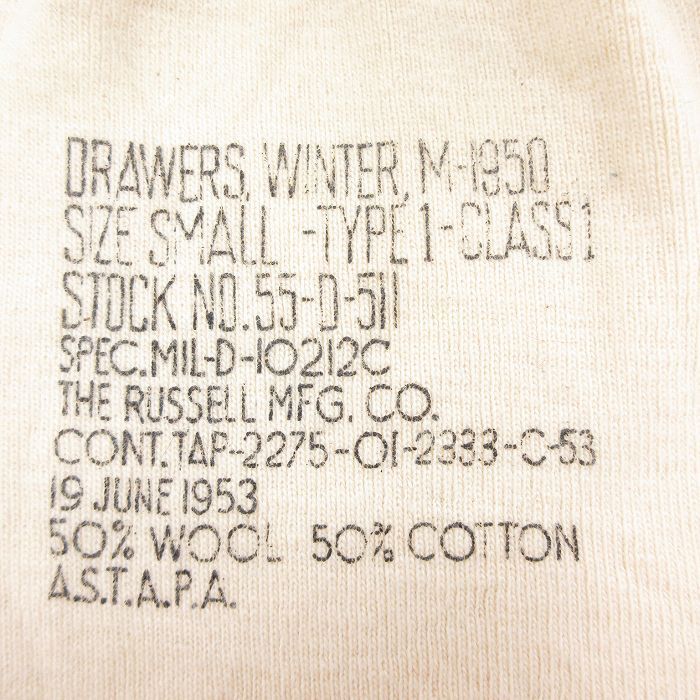 DRAWERS, WINTER, M-1950
SIZE SMALL -TYPE 1-CLASS 1
STOCK NO. 55-D-511
SPEC. MIL-D-10212C
THE RUSSELL MFG. CO.
CONT. TAP-2275-OI-2333-C-53
19 JUNE 1953
50% WOOL 50% COTTON
A.S.T.A.P.A.